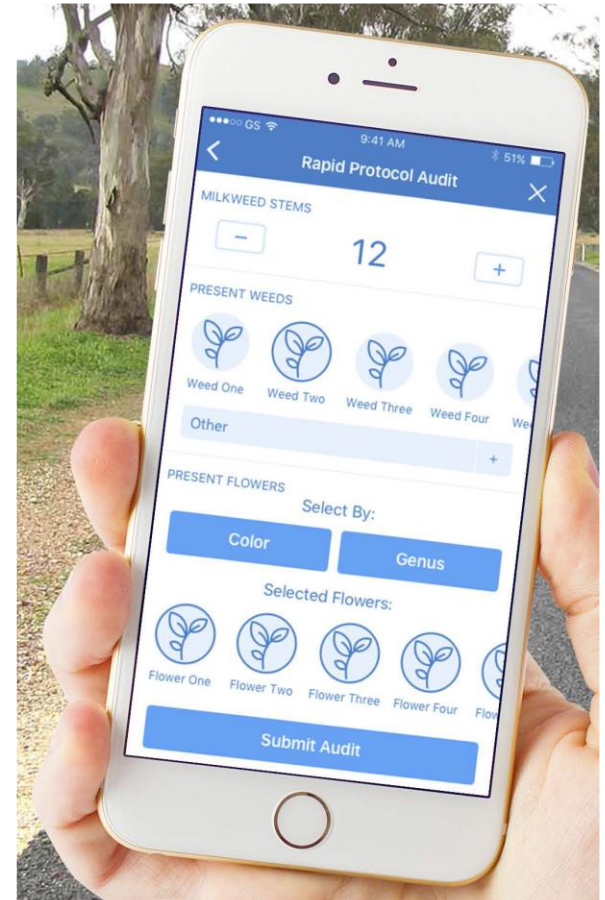 GS 9:41 AM 51%
Rapid Protocol Audit
MILKWEED STEMS
− 12 +
PRESENT WEEDS
Weed One Weed Two Weed Three Weed Four
Other +
PRESENT FLOWERS
Select By:
Color Genus
Selected Flowers:
Flower One Flower Two Flower Three Flower Four
Submit Audit